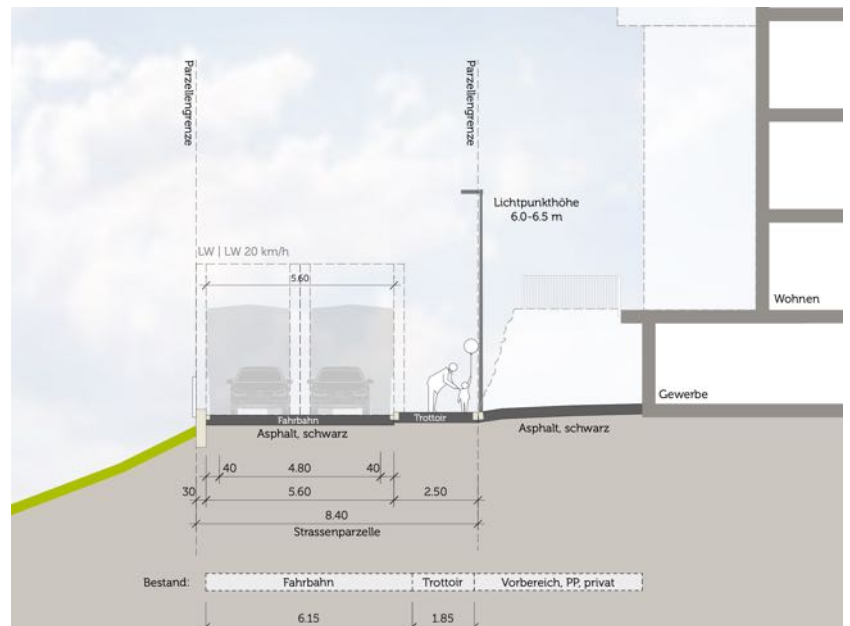 Parzellengrenze
Parzellengrenze
Lichtpunkthöhe
6.0-6.5 m
LW | LW 20 km/h
5.60
Wohnen
Gewerbe
Fahrbahn
Trottoir
Asphalt, schwarz
Asphalt, schwarz
40 4.80 40
30 5.60 2.50
8.40
Strassenparzelle
Bestand: Fahrbahn Trottoir Vorbereich, PP, privat
6.15 1.85